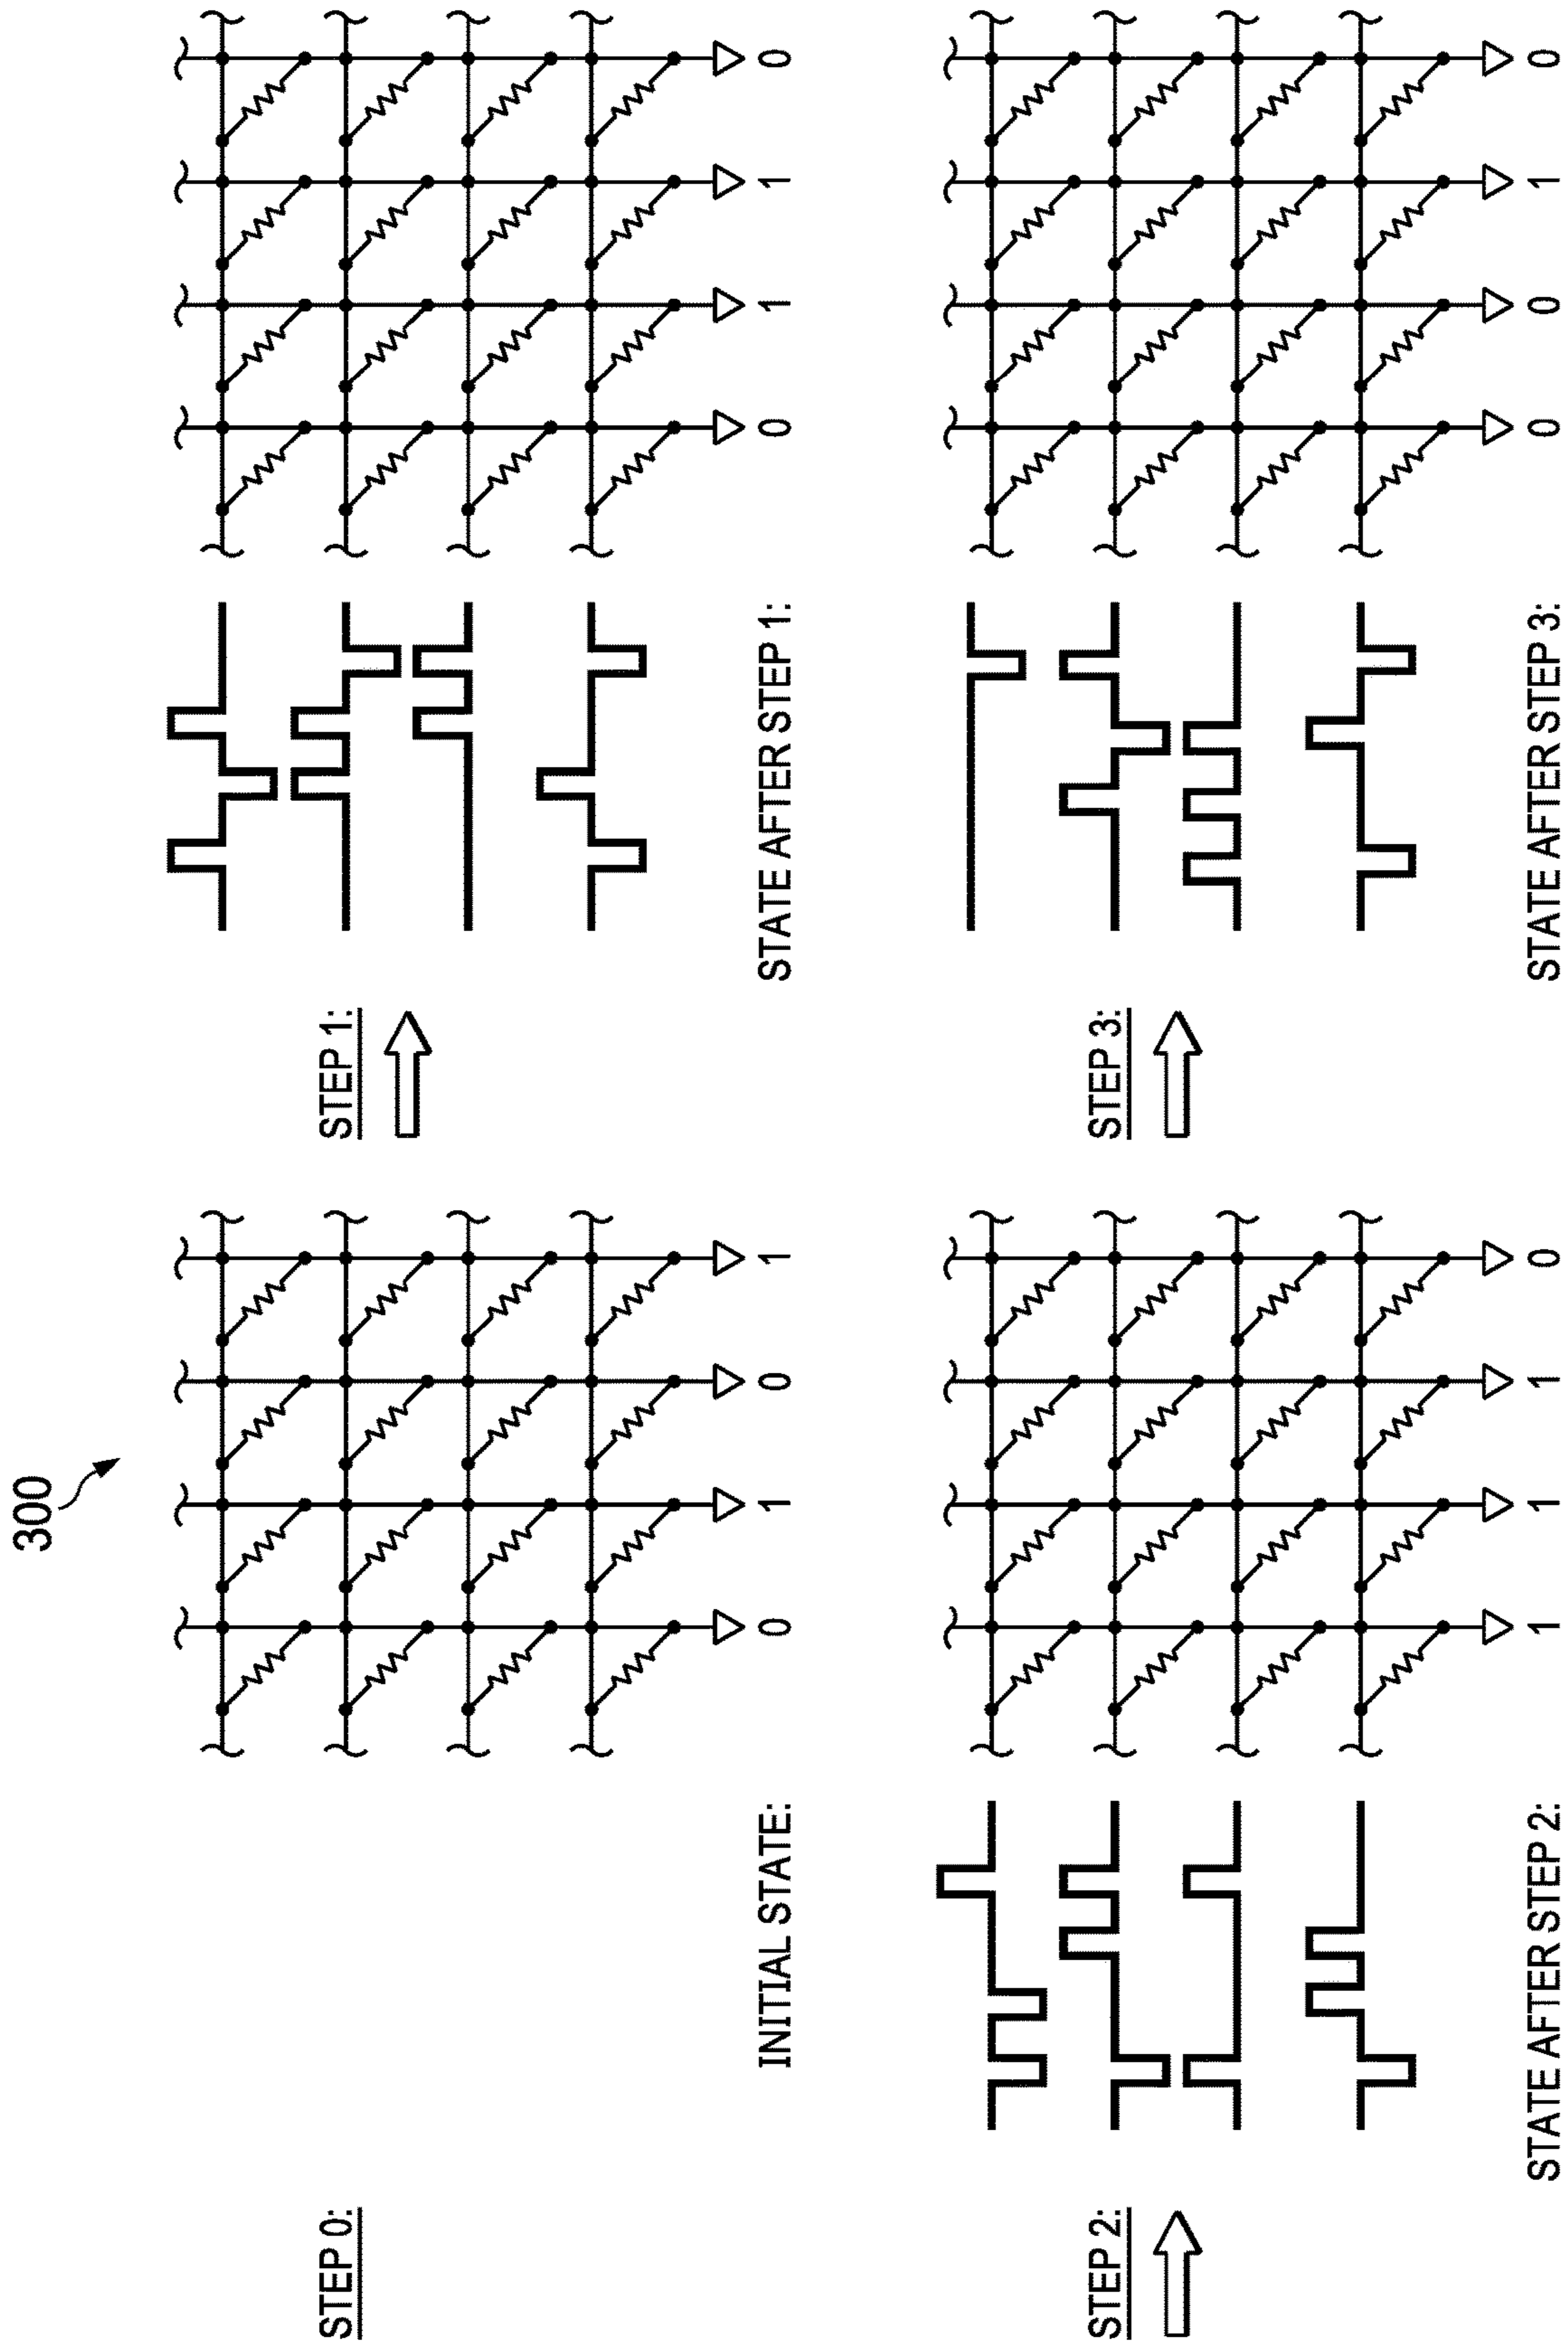 300
STEP 0:
STEP 1:
INITIAL STATE: 0 1 0 1
STATE AFTER STEP 1: 0 1 1 0
STEP 2:
STEP 3:
STATE AFTER STEP 2: 1 1 1 0
STATE AFTER STEP 3: 0 0 1 0